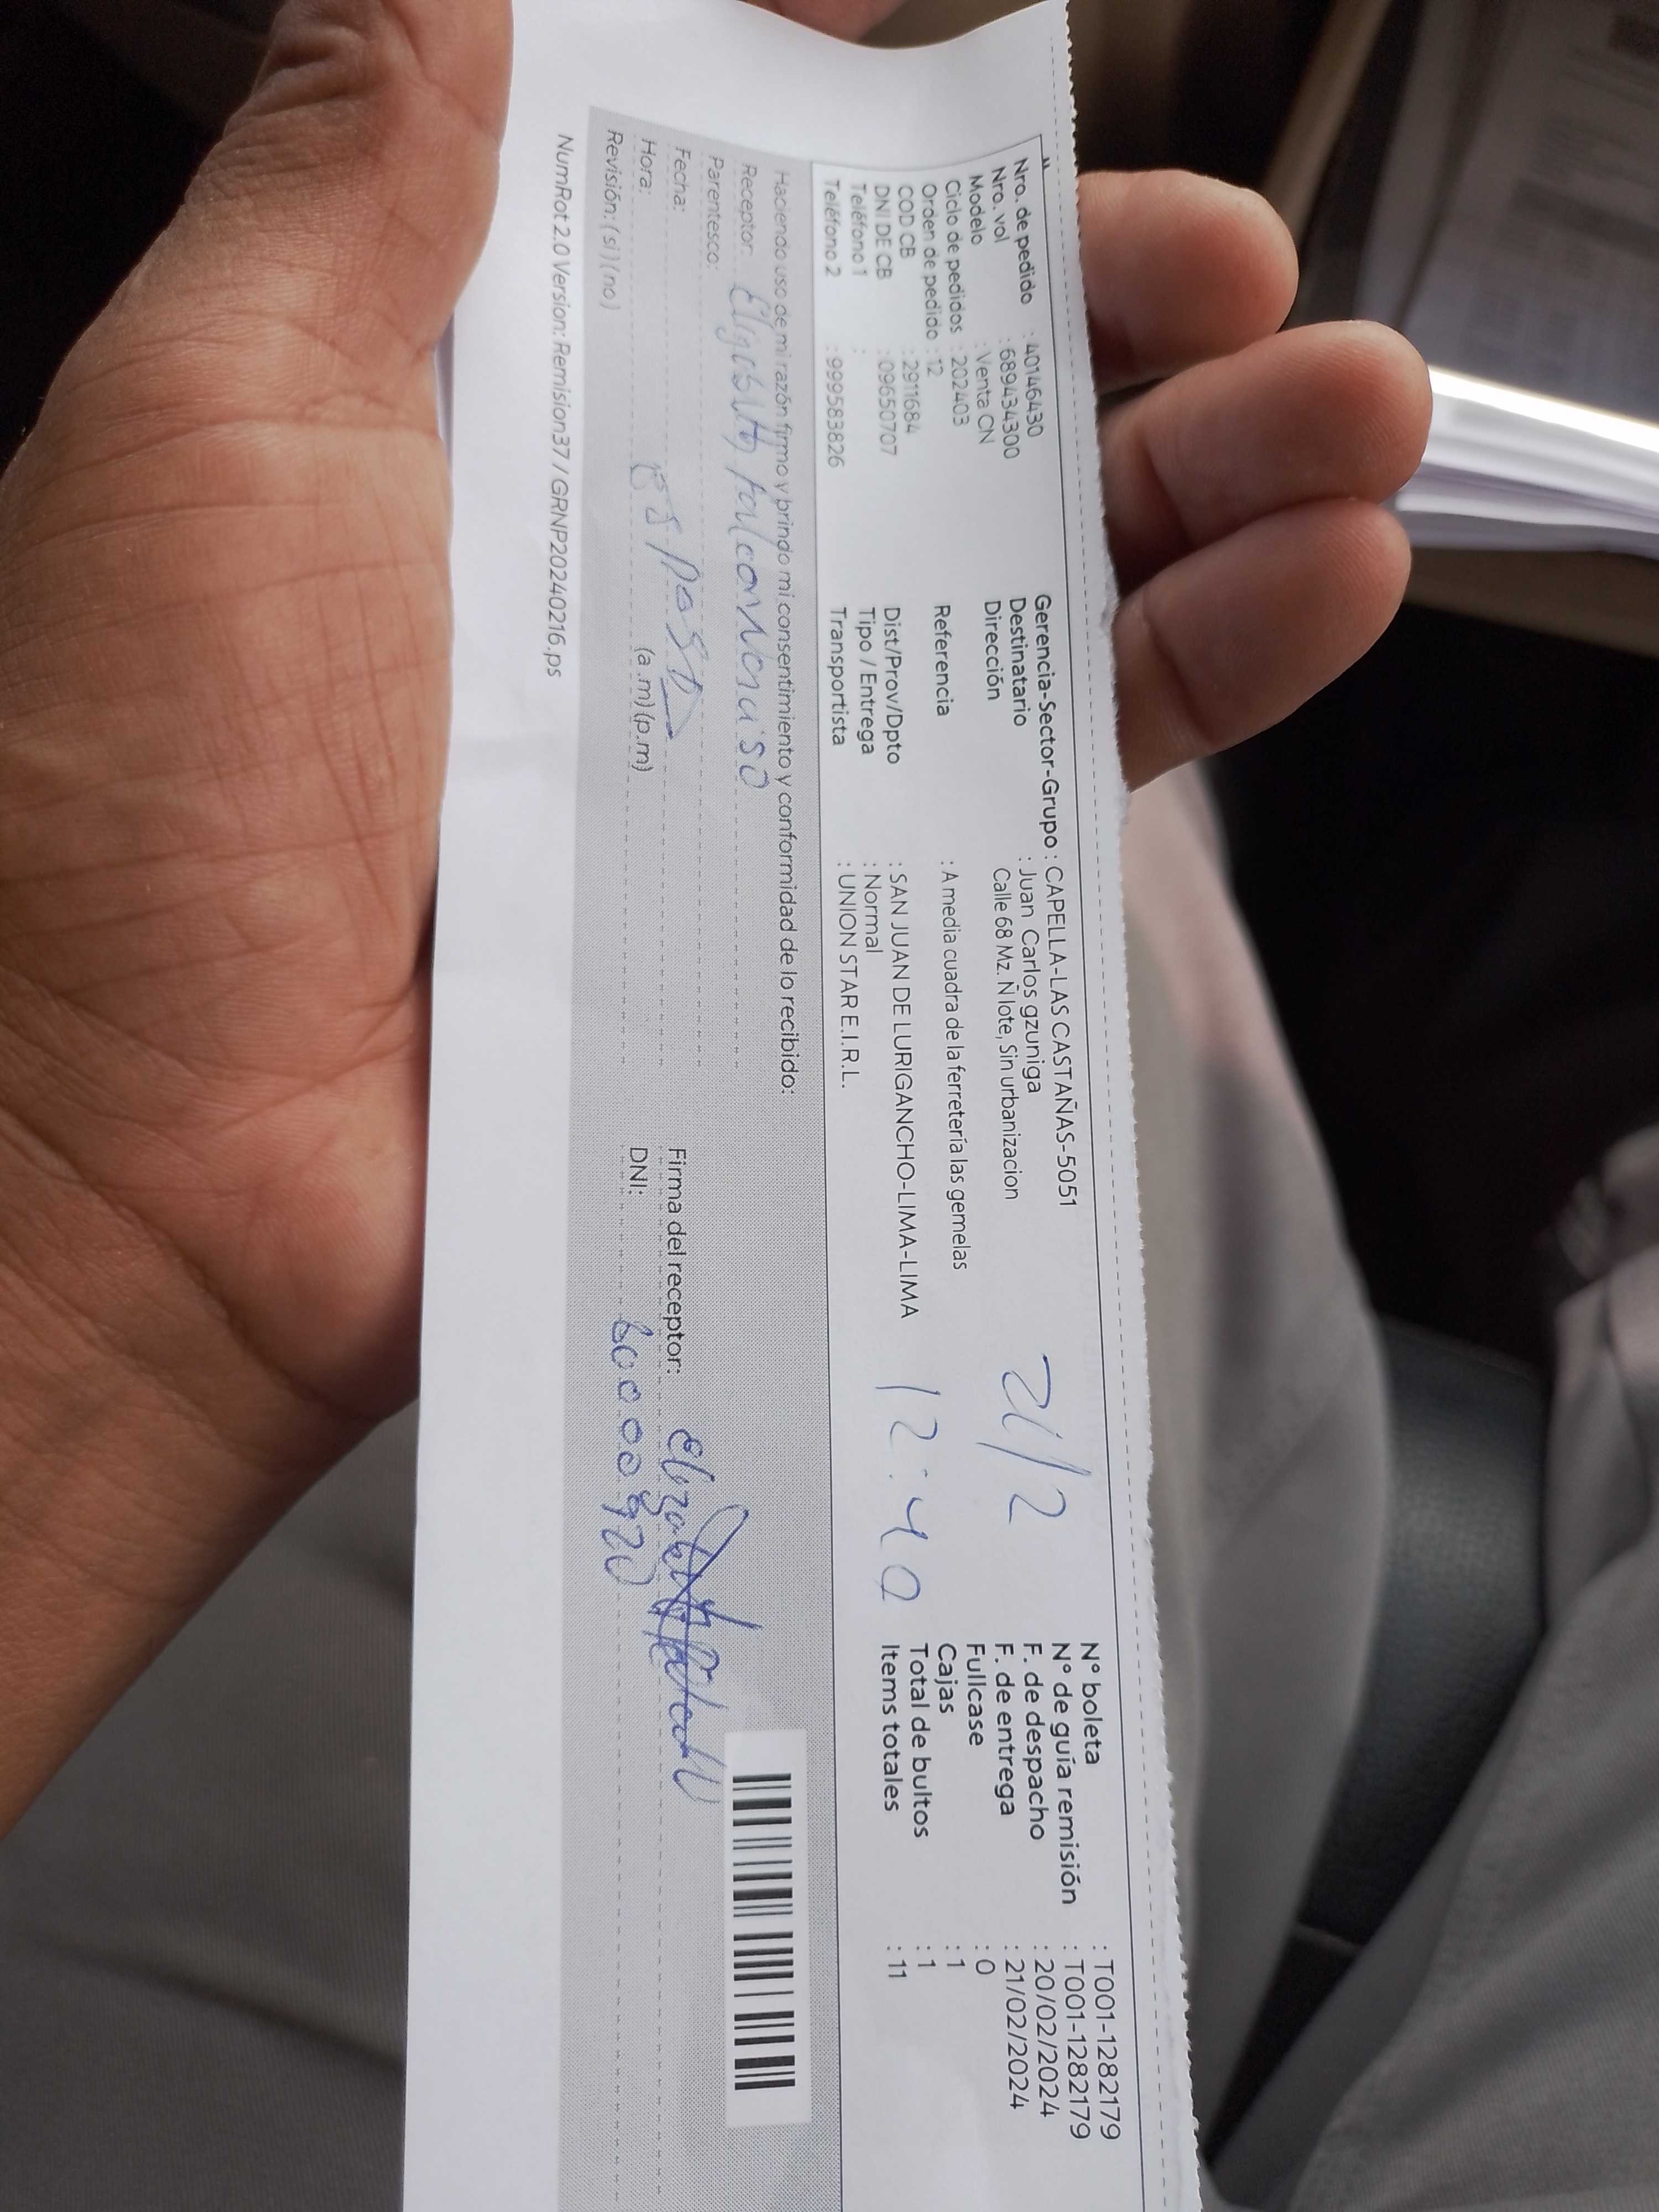 Nro. de pedido : 40146430
Nro. vol : 689434300
Modelo : Venta CN
Ciclo de pedidos : 202403
Orden de pedido : 12
COD CB : 2911684
DNI DE CB : 09650707
Teléfono 1 :
Teléfono 2 : 999583826
Gerencia-Sector-Grupo : CAPELLA-LAS CASTAÑAS-5051
Destinatario : Juan Carlos gzuniga
Dirección Calle 68 Mz. Ñ lote, Sin urbanizacion
Referencia : A media cuadra de la ferretería las gemelas
Dist/Prov/Dpto : SAN JUAN DE LURIGANCHO-LIMA-LIMA
Tipo / Entrega : Normal
Transportista : UNION STAR E.I.R.L.
21/2
12:40
N° boleta : T001-1282179
N° de guía remisión : T001-1282179
F. de despacho : 20/02/2024
F. de entrega : 21/02/2024
Fullcase : 0
Cajas : 1
Total de bultos : 1
Items totales : 11
Haciendo uso de mi razón firmo y brindo mi consentimiento y conformidad de lo recibido:
Receptor:
Parentesco:
Fecha:
Hora: (a.m)(p.m)
Revisión: (si) (no)
Firma del receptor:
DNI:
NumRot 2.0 Version: Remision37 / GRNP20240216.ps